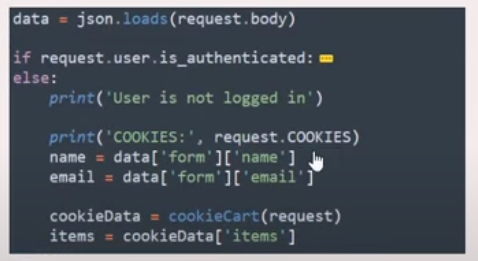 data = json.loads(request.body)
if request.user.is_authenticated:
else:
print('User is not logged in')
print('COOKIES:', request.COOKIES)
name = data['form']['name']
email = data['form']['email']
cookieData = cookieCart(request)
items = cookieData['items']